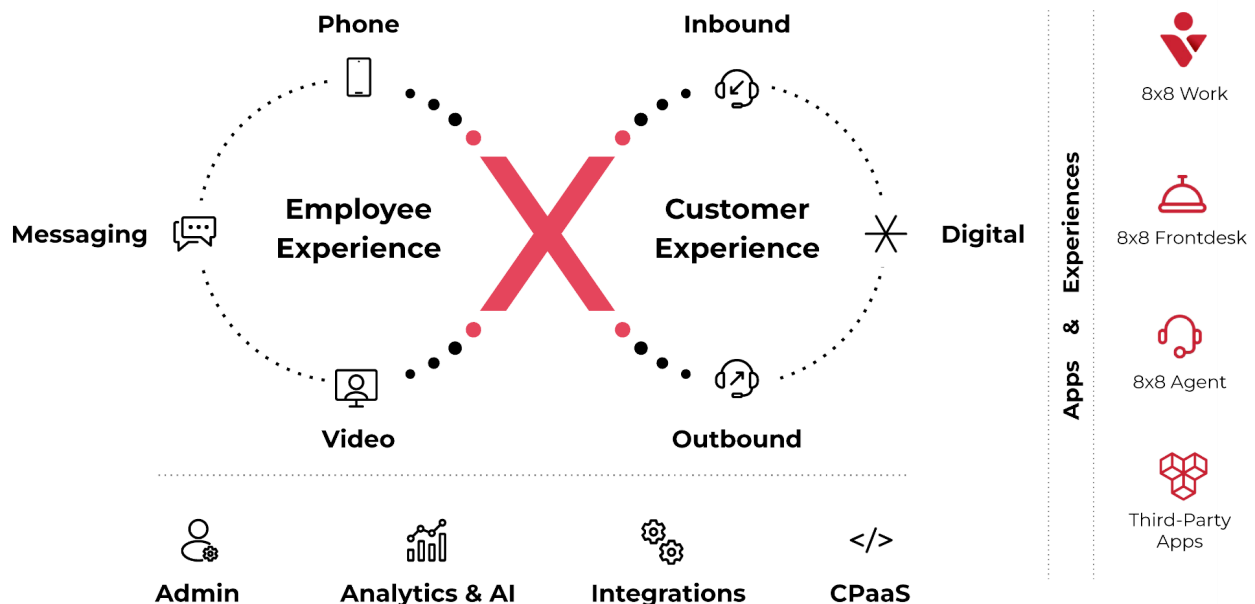 Phone
Inbound
Messaging
Employee
Experience
X
Customer
Experience
Digital
Video
Outbound
Admin
Analytics & AI
Integrations
</>
CPaaS
Apps & Experiences
8x8 Work
8x8 Frontdesk
8x8 Agent
Third-Party
Apps